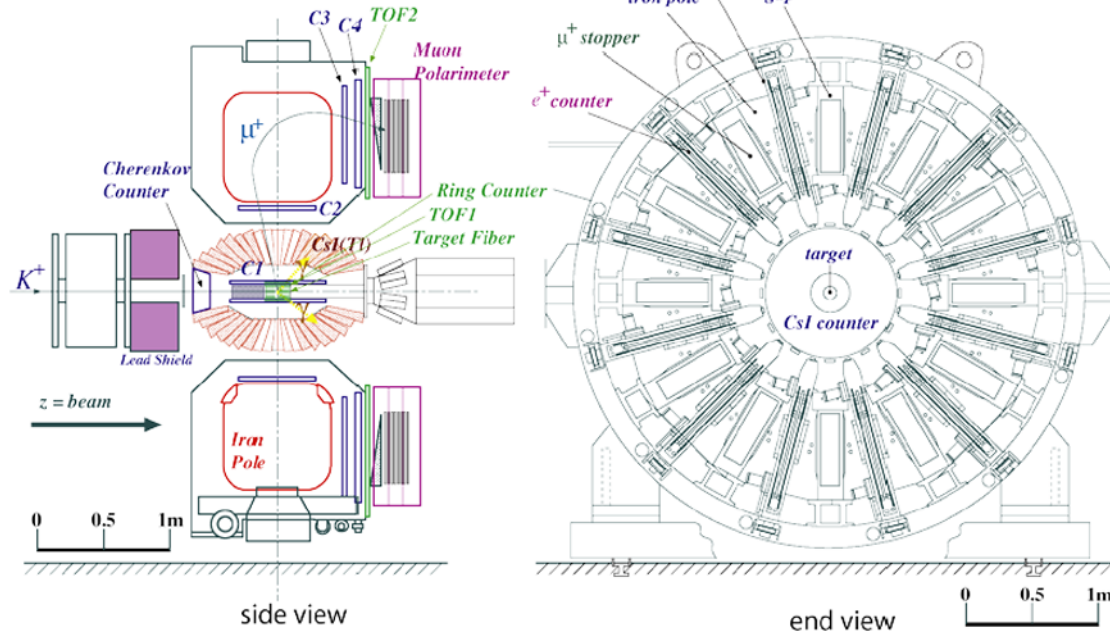 C3
C4
TOF2
Muon
Polarimeter
μ+
Cherenkov
Counter
C2
Ring Counter
TOF1
CsI(Tl)
Target Fiber
C1
γ
γ
K+
Lead Shield
z = beam
Iron
Pole
0 0.5 1m
side view
iron pole
μ+ stopper
e+ counter
target
CsI counter
0 0.5 1m
end view